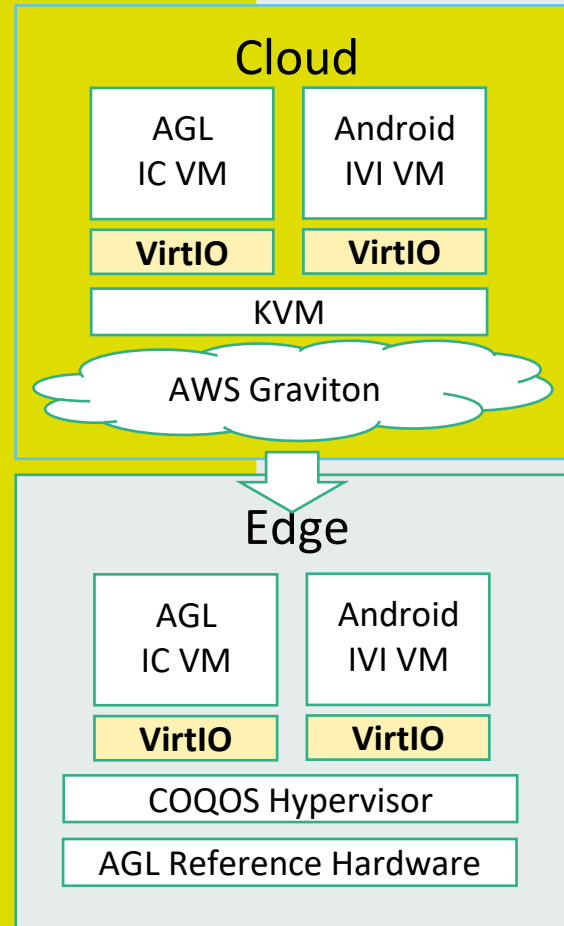 Cloud
AGL
IC VM
Android
IVI VM
VirtIO
VirtIO
KVM
AWS Graviton
Edge
AGL
IC VM
Android
IVI VM
VirtIO
VirtIO
COQOS Hypervisor
AGL Reference Hardware